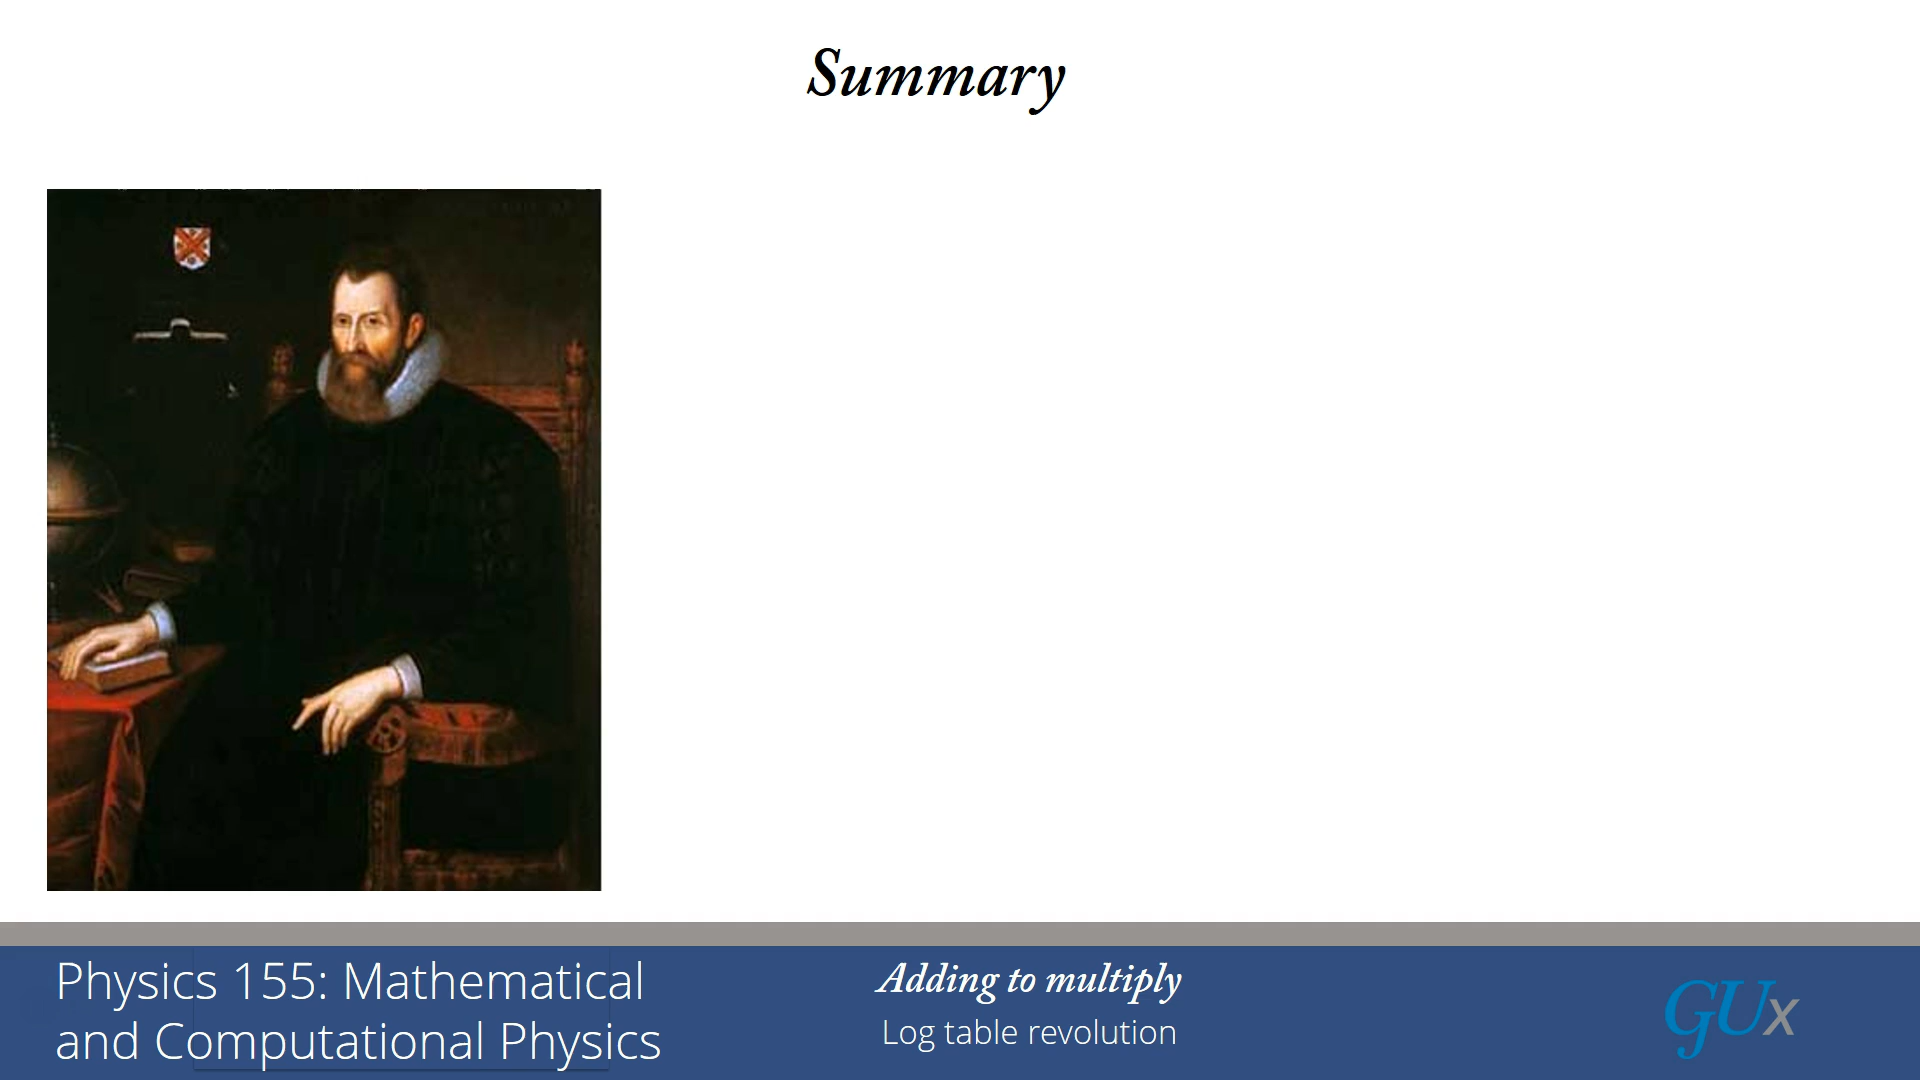 Summary
Physics 155: Mathematical
and Computational Physics
Adding to multiply
Log table revolution
GUx